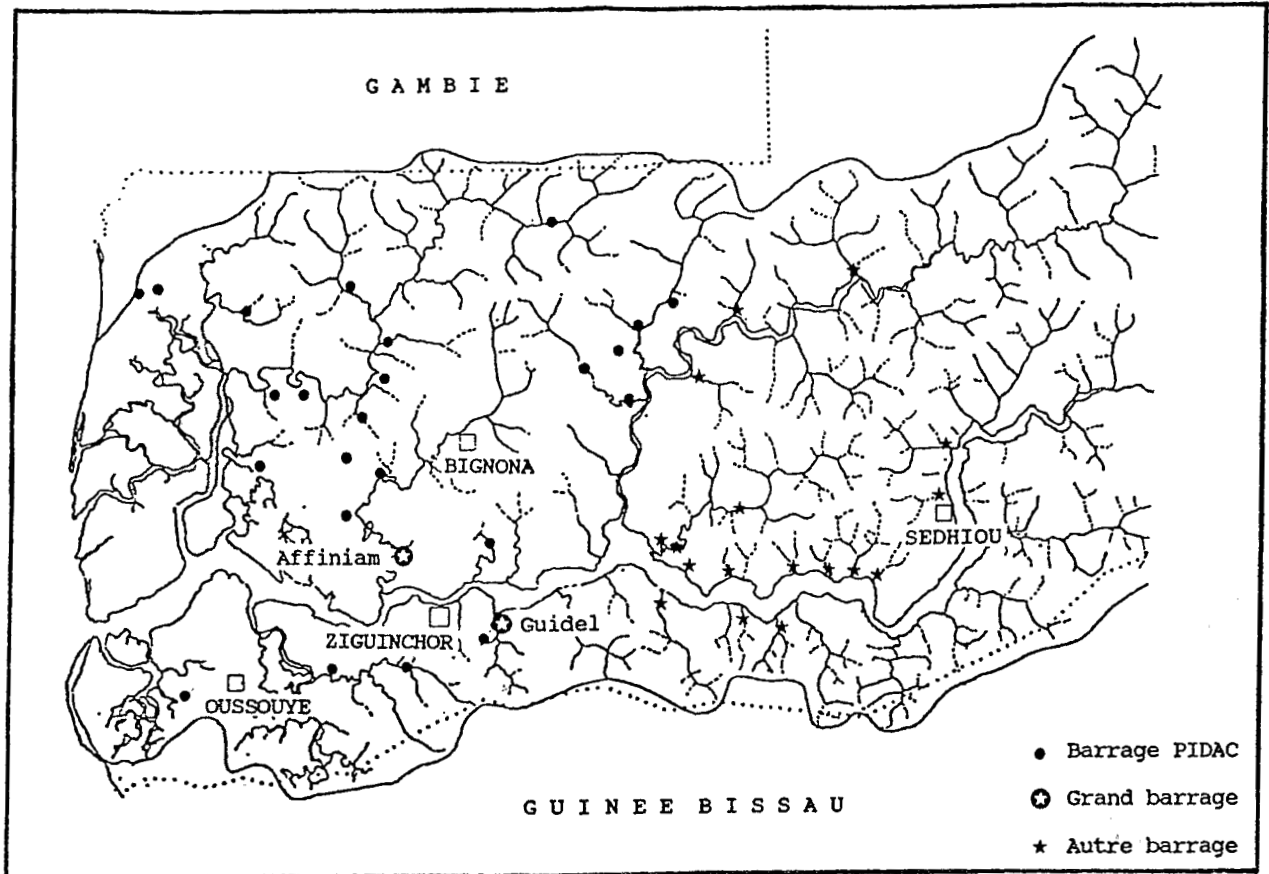 GAMBIE
BIGNONA
SEDHIOU
Affiniam
Guidel
ZIGUINCHOR
OUSSOUYE
Barrage PIDAC
GUINEE BISSAU
Grand barrage
Autre barrage